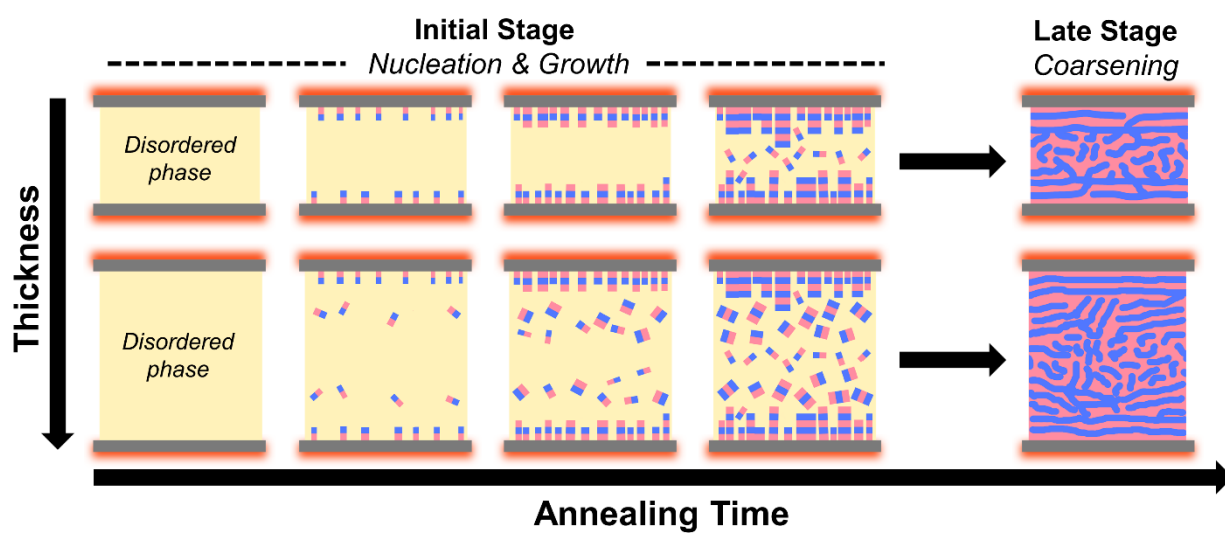 Initial Stage
Nucleation & Growth
Late Stage
Coarsening
Thickness
Disordered
phase
Disordered
phase
Annealing Time